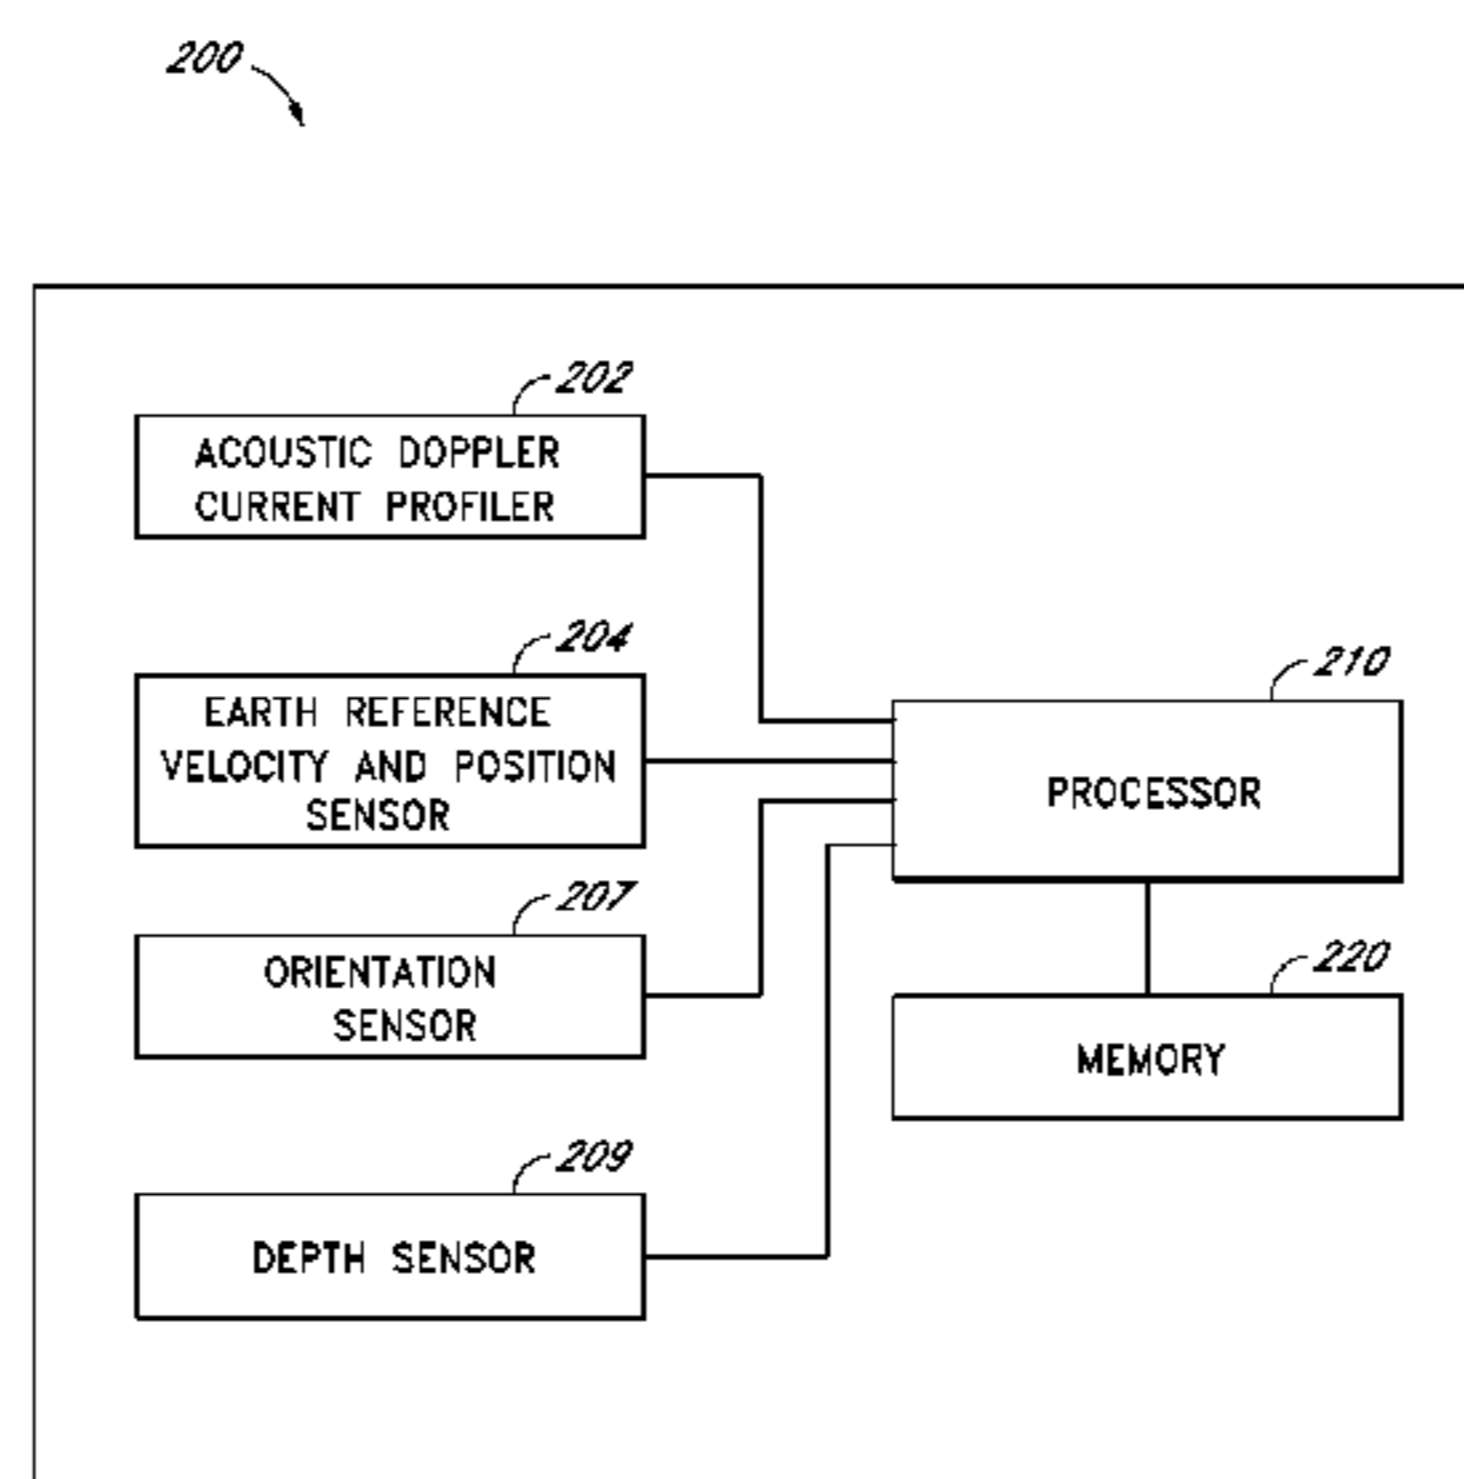 200
202
ACOUSTIC DOPPLER
CURRENT PROFILER
204
EARTH REFERENCE
VELOCITY AND POSITION
SENSOR
210
PROCESSOR
207
ORIENTATION
SENSOR
220
MEMORY
209
DEPTH SENSOR